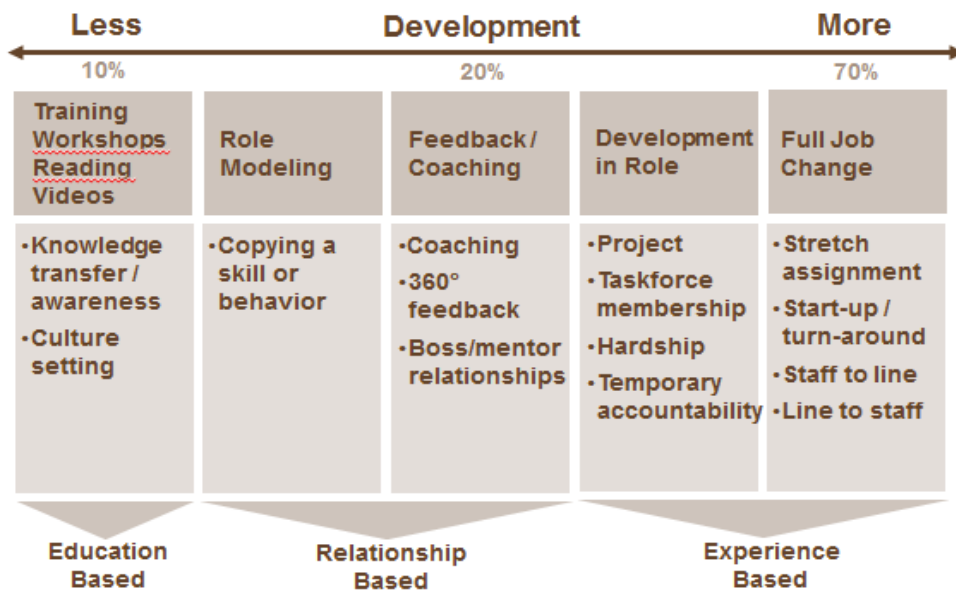 Less Development More
10% 20% 70%
Training
Workshops
Reading
Videos
Role
Modeling
Feedback /
Coaching
Development
in Role
Full Job
Change
•Knowledge
transfer /
awareness
•Culture
setting
•Copying a
skill or
behavior
•Coaching
•360°
feedback
•Boss/mentor
relationships
•Project
•Taskforce
membership
•Hardship
•Temporary
accountability
•Stretch
assignment
•Start-up /
turn-around
•Staff to line
•Line to staff
Education
Based
Relationship
Based
Experience
Based